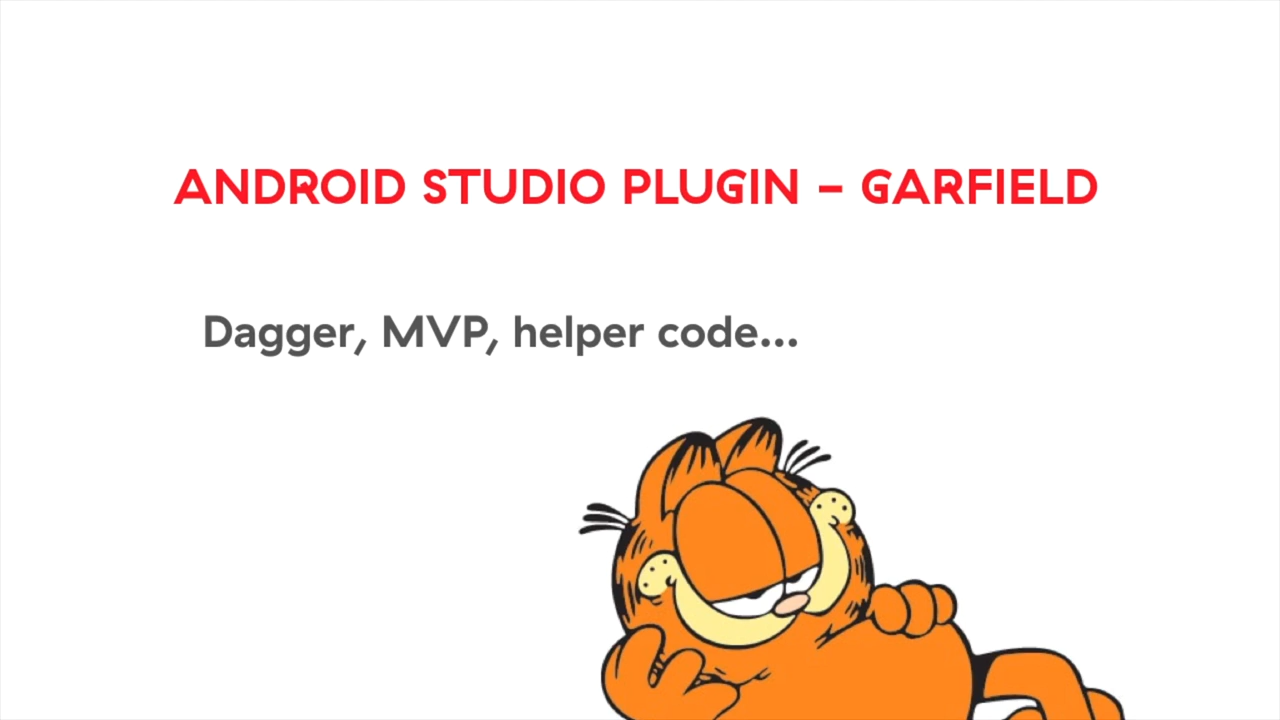 ANDROID STUDIO PLUGIN – GARFIELD
Dagger, MVP, helper code...